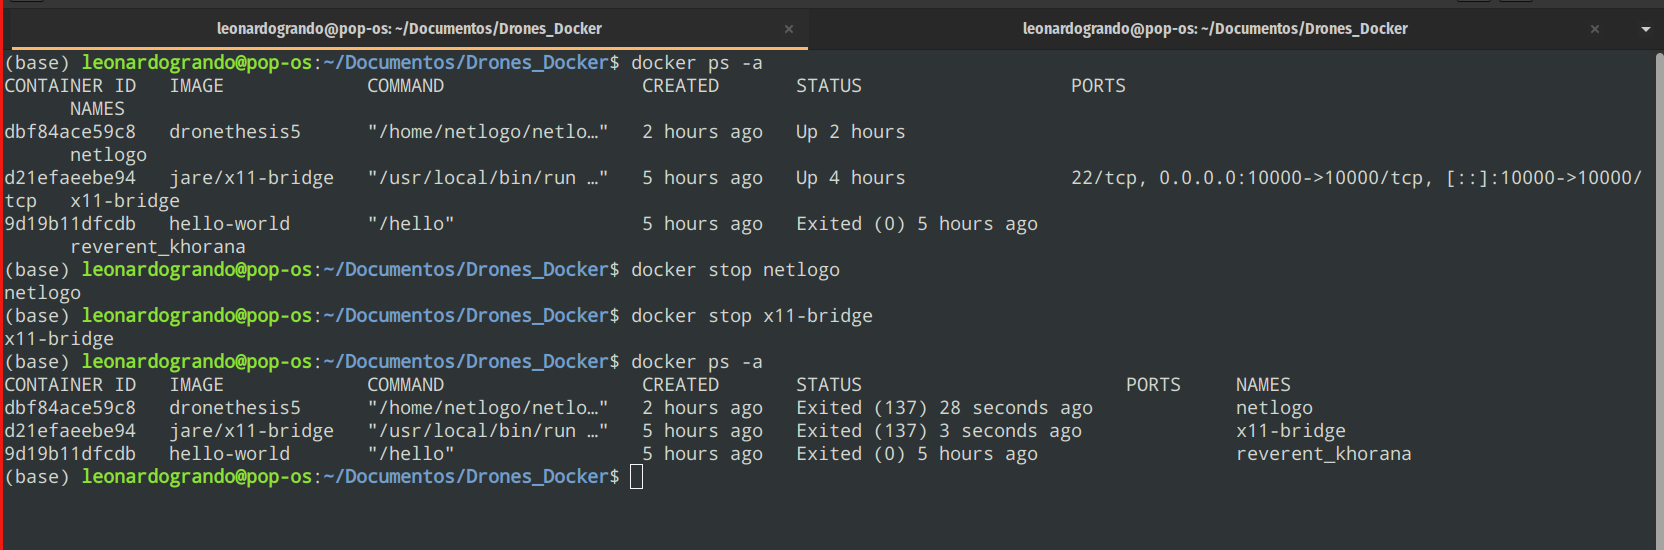 leonardogrando@pop-os: ~/Documentos/Drones_Docker × leonardogrando@pop-os: ~/Documentos/Drones_Docker ×
(base) leonardogrando@pop-os:~/Documentos/Drones_Docker$ docker ps -a
CONTAINER ID   IMAGE             COMMAND                  CREATED       STATUS                   PORTS
      NAMES
dbf84ace59c8   dronethesis5      "/home/netlogo/netlo…"   2 hours ago   Up 2 hours
      netlogo
d21efaeebe94   jare/x11-bridge   "/usr/local/bin/run …"   5 hours ago   Up 4 hours               22/tcp, 0.0.0.0:10000->10000/tcp, [::]:10000->10000/
tcp   x11-bridge
9d19b11dfcdb   hello-world       "/hello"                 5 hours ago   Exited (0) 5 hours ago
      reverent_khorana
(base) leonardogrando@pop-os:~/Documentos/Drones_Docker$ docker stop netlogo
netlogo
(base) leonardogrando@pop-os:~/Documentos/Drones_Docker$ docker stop x11-bridge
x11-bridge
(base) leonardogrando@pop-os:~/Documentos/Drones_Docker$ docker ps -a
CONTAINER ID   IMAGE             COMMAND                  CREATED       STATUS                        PORTS     NAMES
dbf84ace59c8   dronethesis5      "/home/netlogo/netlo…"   2 hours ago   Exited (137) 28 seconds ago             netlogo
d21efaeebe94   jare/x11-bridge   "/usr/local/bin/run …"   5 hours ago   Exited (137) 3 seconds ago              x11-bridge
9d19b11dfcdb   hello-world       "/hello"                 5 hours ago   Exited (0) 5 hours ago                  reverent_khorana
(base) leonardogrando@pop-os:~/Documentos/Drones_Docker$